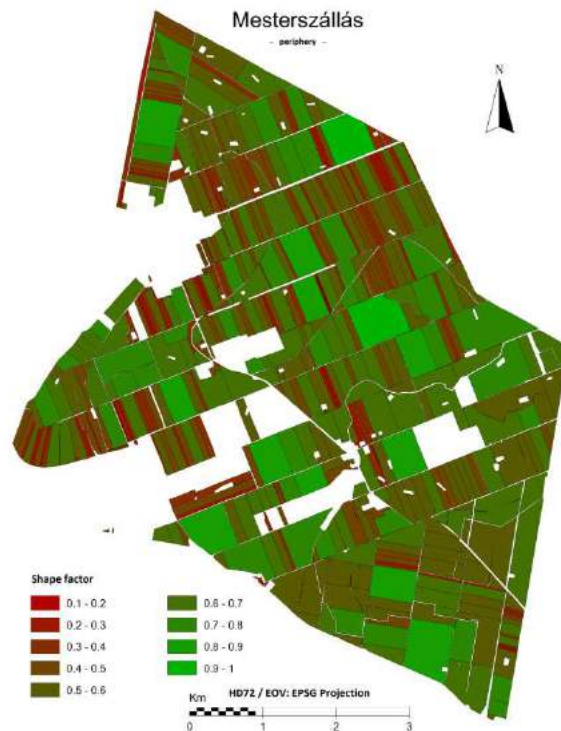 Mesterszállás
- periphery -
N
Shape factor
0.1 - 0.2
0.2 - 0.3
0.3 - 0.4
0.4 - 0.5
0.5 - 0.6
0.6 - 0.7
0.7 - 0.8
0.8 - 0.9
0.9 - 1
Km HD72 / EOV: EPSG Projection
0 1 2 3